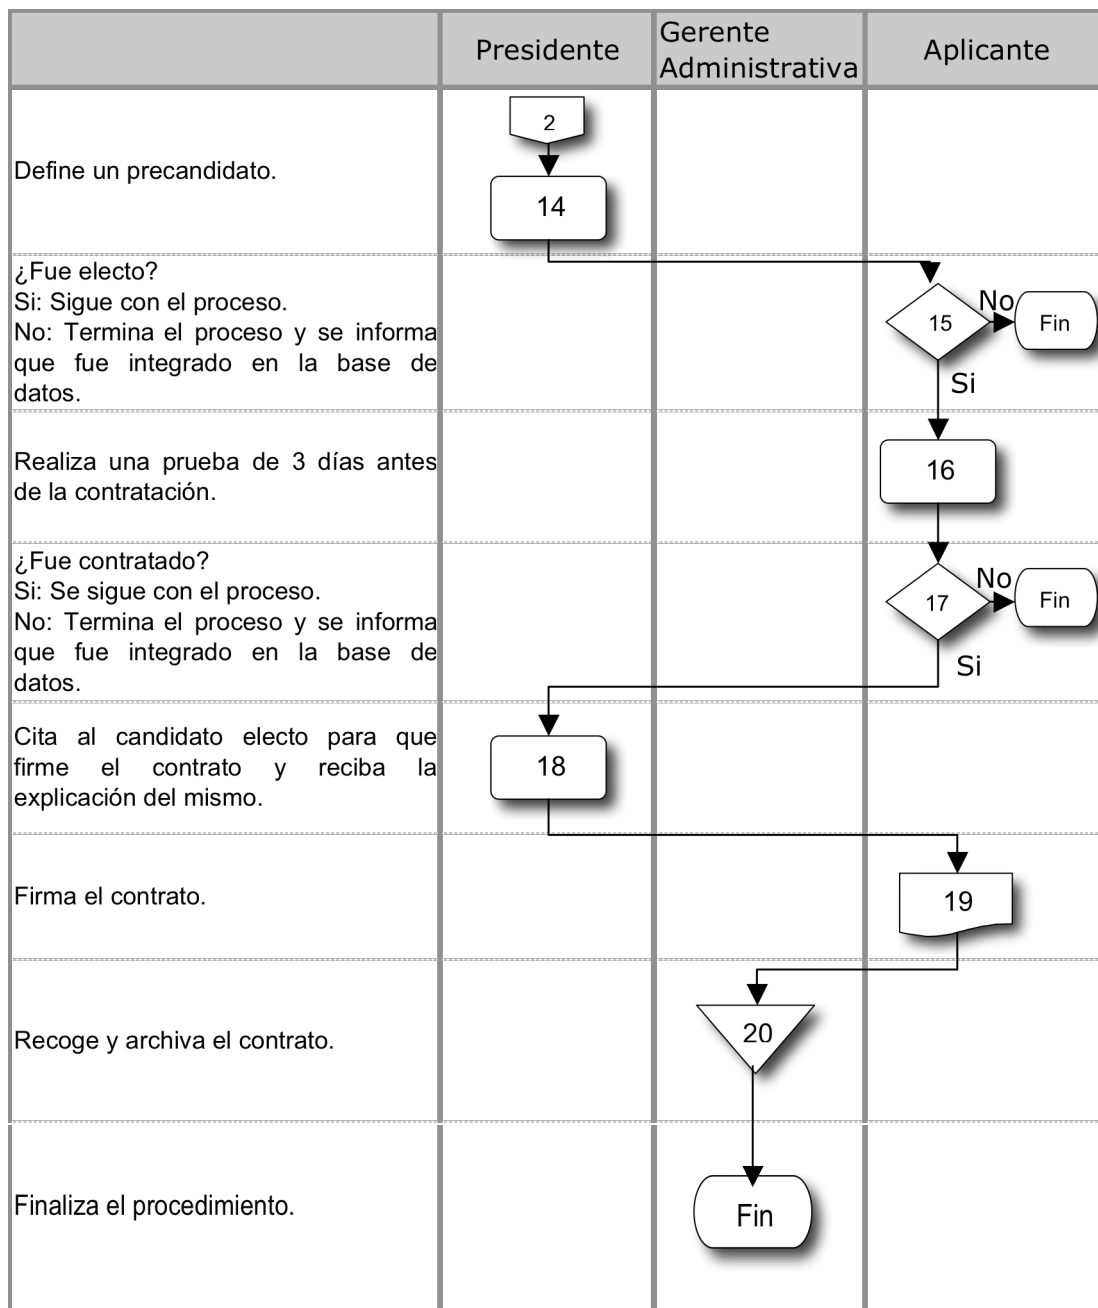 Presidente
Gerente
Administrativa
Aplicante
Define un precandidato.
2
14
¿Fue electo?
Si: Sigue con el proceso.
No: Termina el proceso y se informa
que fue integrado en la base de
datos.
15
No
Fin
Si
Realiza una prueba de 3 días antes
de la contratación.
16
¿Fue contratado?
Si: Se sigue con el proceso.
No: Termina el proceso y se informa
que fue integrado en la base de
datos.
17
No
Fin
Si
Cita al candidato electo para que
firme el contrato y reciba la
explicación del mismo.
18
Firma el contrato.
19
Recoge y archiva el contrato.
20
Finaliza el procedimiento.
Fin